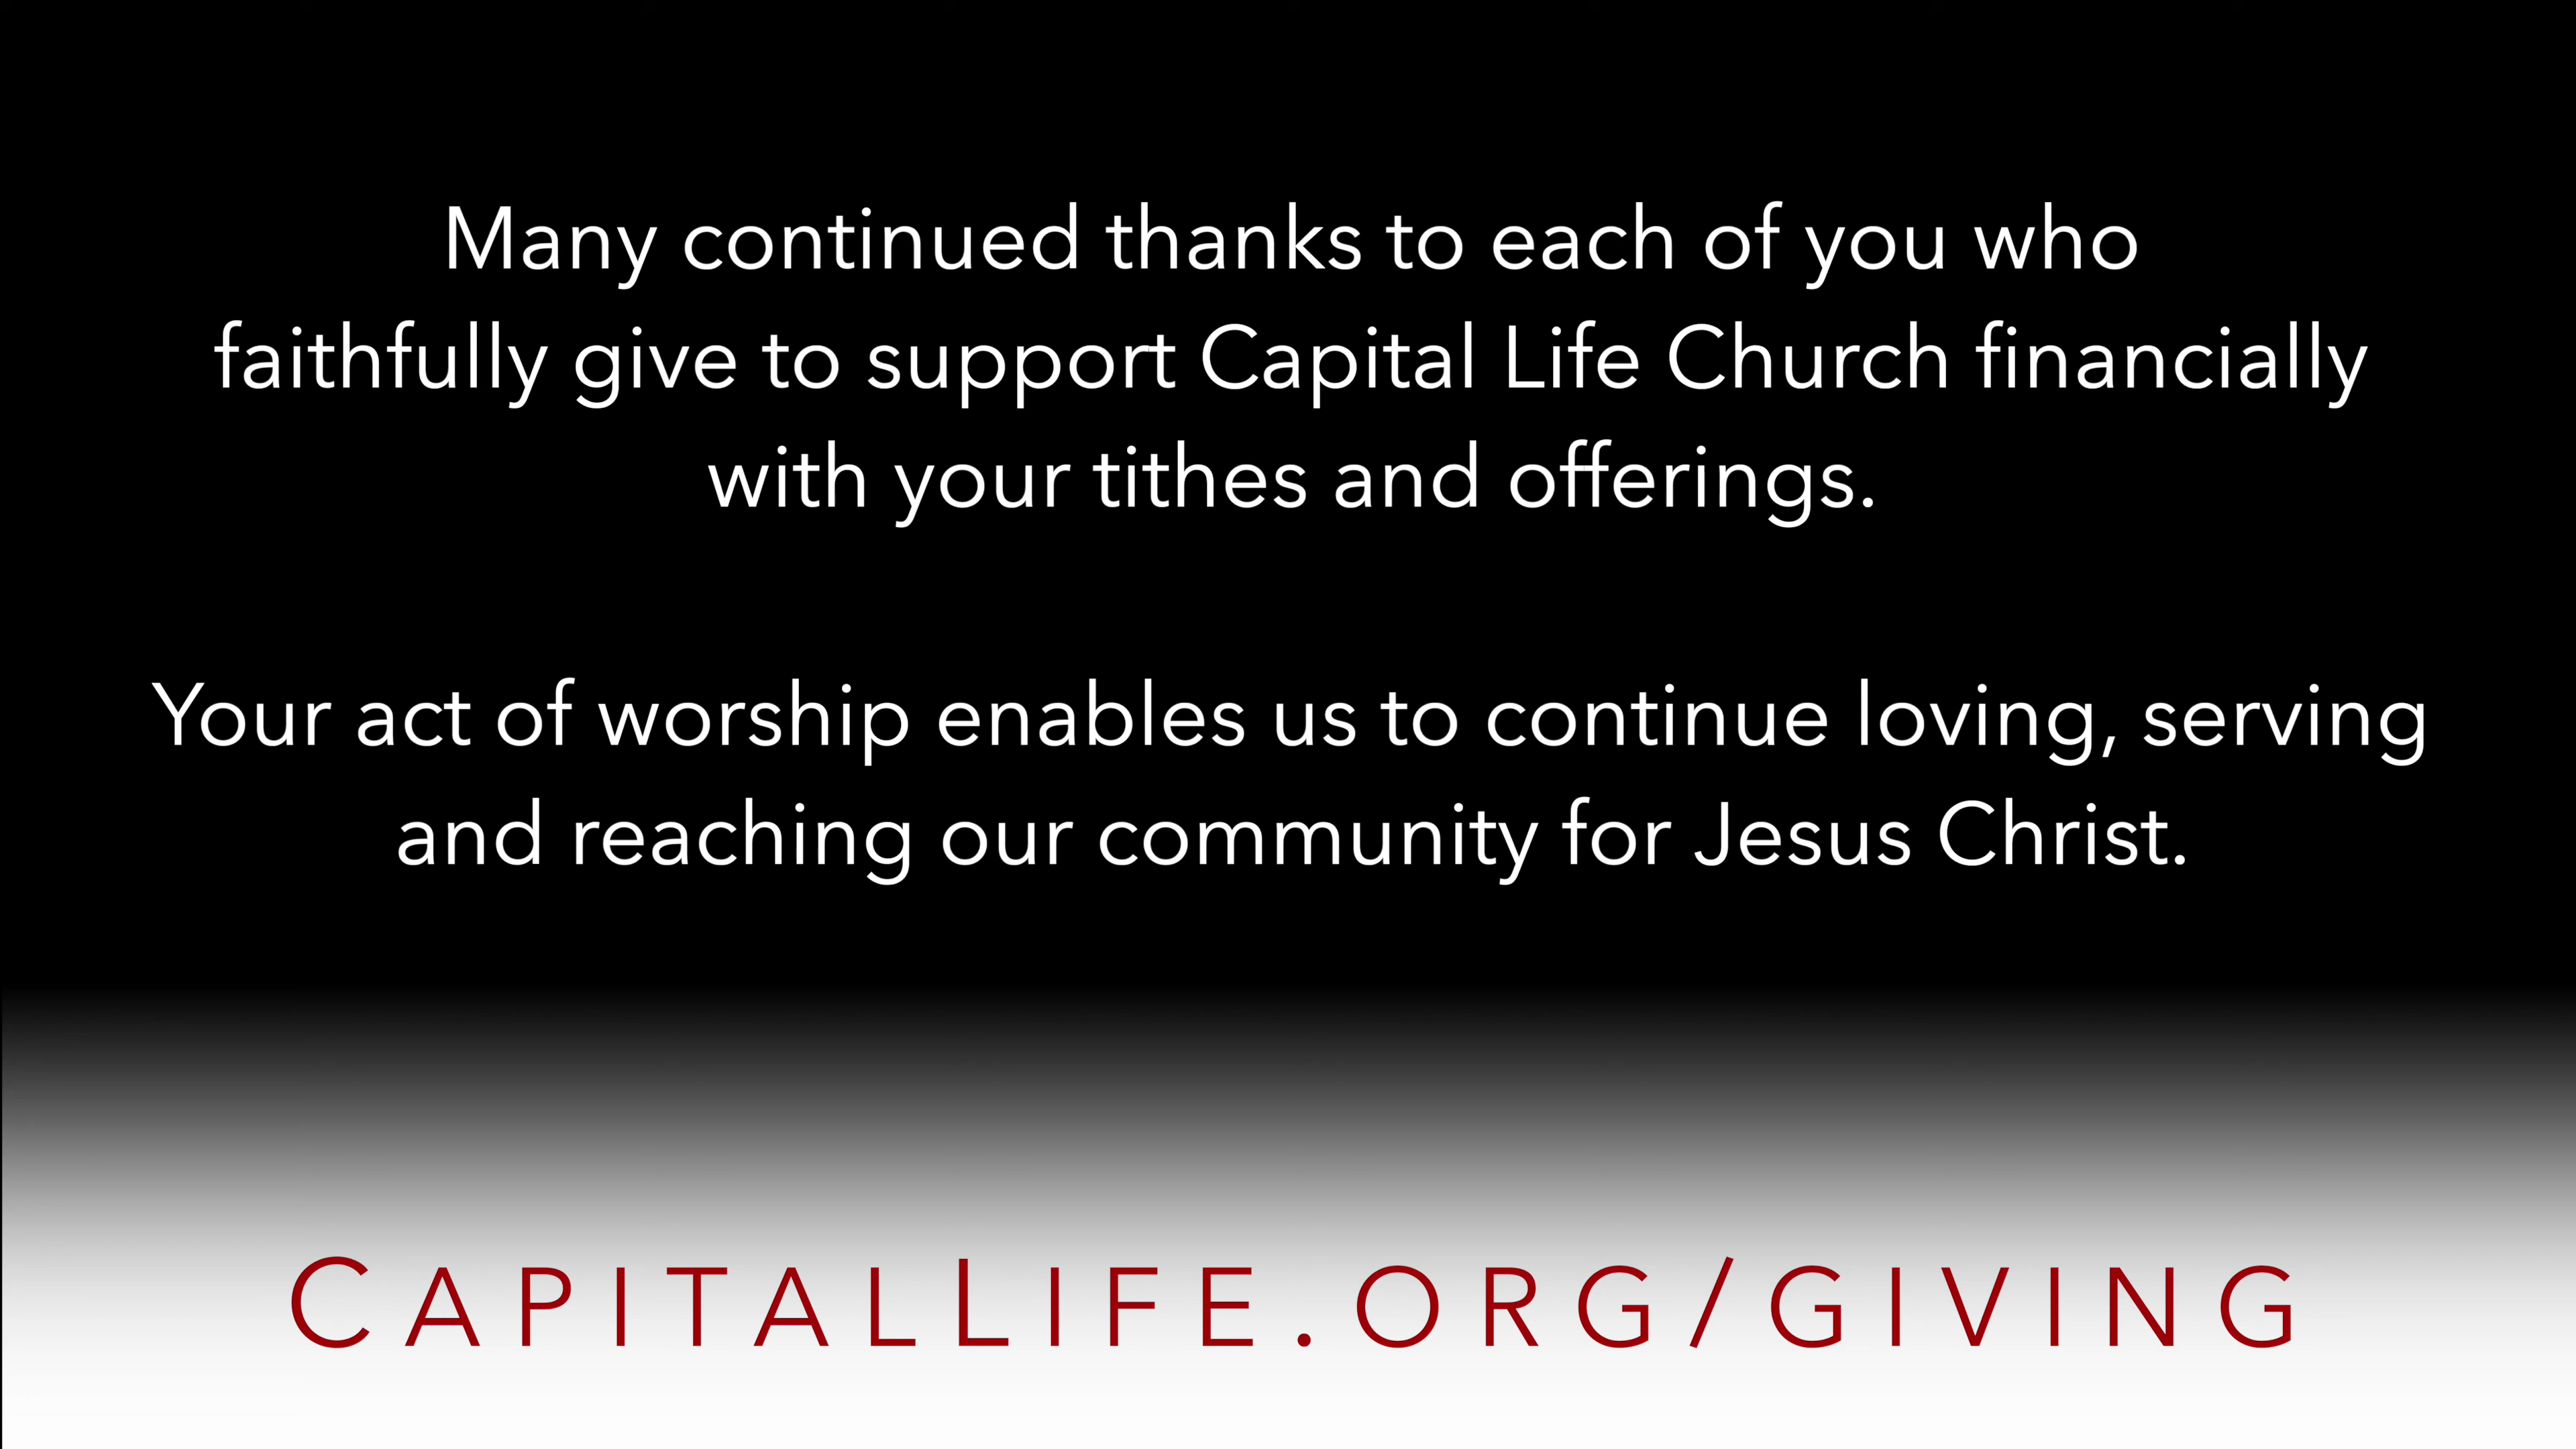 Many continued thanks to each of you who
faithfully give to support Capital Life Church financially
with your tithes and offerings.
Your act of worship enables us to continue loving, serving
and reaching our community for Jesus Christ.
CAPITALLIFE.ORG/GIVING